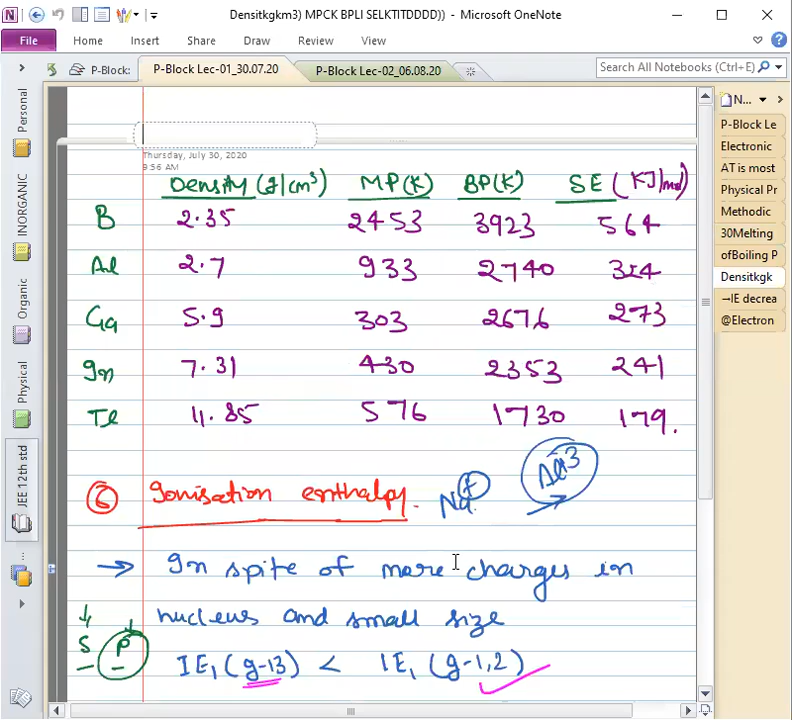 Densitkgkm3) MPCK BPLI SELKTITDDDD)) - Microsoft OneNote
File Home Insert Share Draw Review View
P-Block: P-Block Lec-01_30.07.20 P-Block Lec-02_06.08.20 Search All Notebooks (Ctrl+E)
Personal
INORGANIC
Organic
Physical
JEE 12th std
N...
P-Block Le
Electronic
AT is most
Physical Pr
Methodic
30Melting
ofBoiling P
Densitkgk
→IE decrea
@Electron
Thursday, July 30, 2020
9:56 AM
Density (g/cm³) MP(K) BP(K) SE (KJ/mol)
B 2.35 2453 3923 564
Al 2.7 933 2740 324
Ga 5.9 303 2676 273
In 7.31 430 2353 241
Tl 11.85 576 1730 179.
⑥ Ionisation enthalpy. Na⁺ Al⁺³
→ In spite of more charges in
nucleus and small size
S P
IE₁ (g-13) < IE₁ (g-1,2)